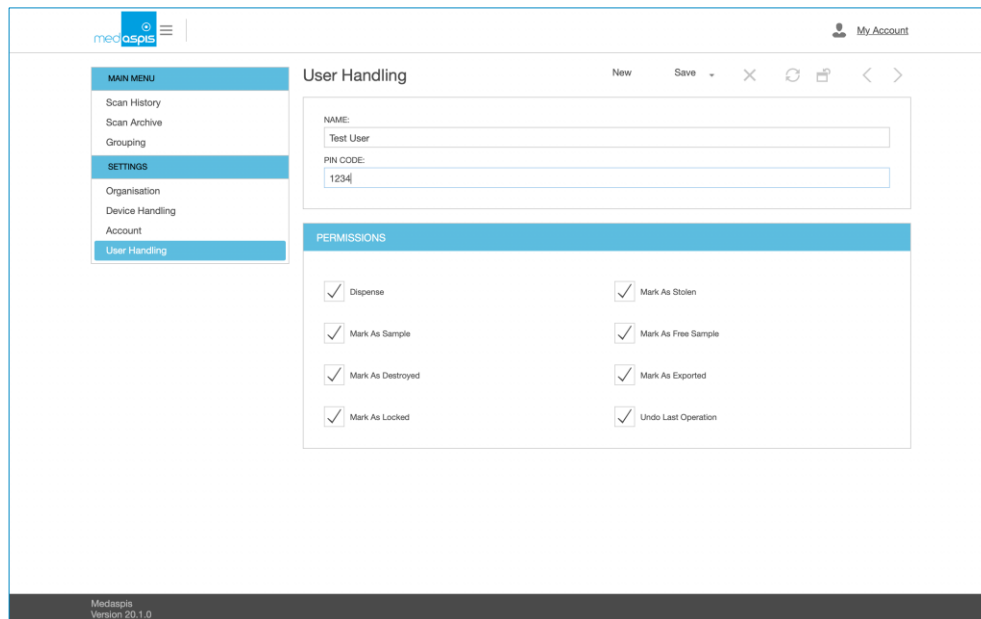 medaspis
My Account
MAIN MENU
Scan History
Scan Archive
Grouping
SETTINGS
Organisation
Device Handling
Account
User Handling
User Handling
New Save
NAME:
Test User
PIN CODE:
1234
PERMISSIONS
Dispense
Mark As Stolen
Mark As Sample
Mark As Free Sample
Mark As Destroyed
Mark As Exported
Mark As Locked
Undo Last Operation
Medaspis
Version 20.1.0